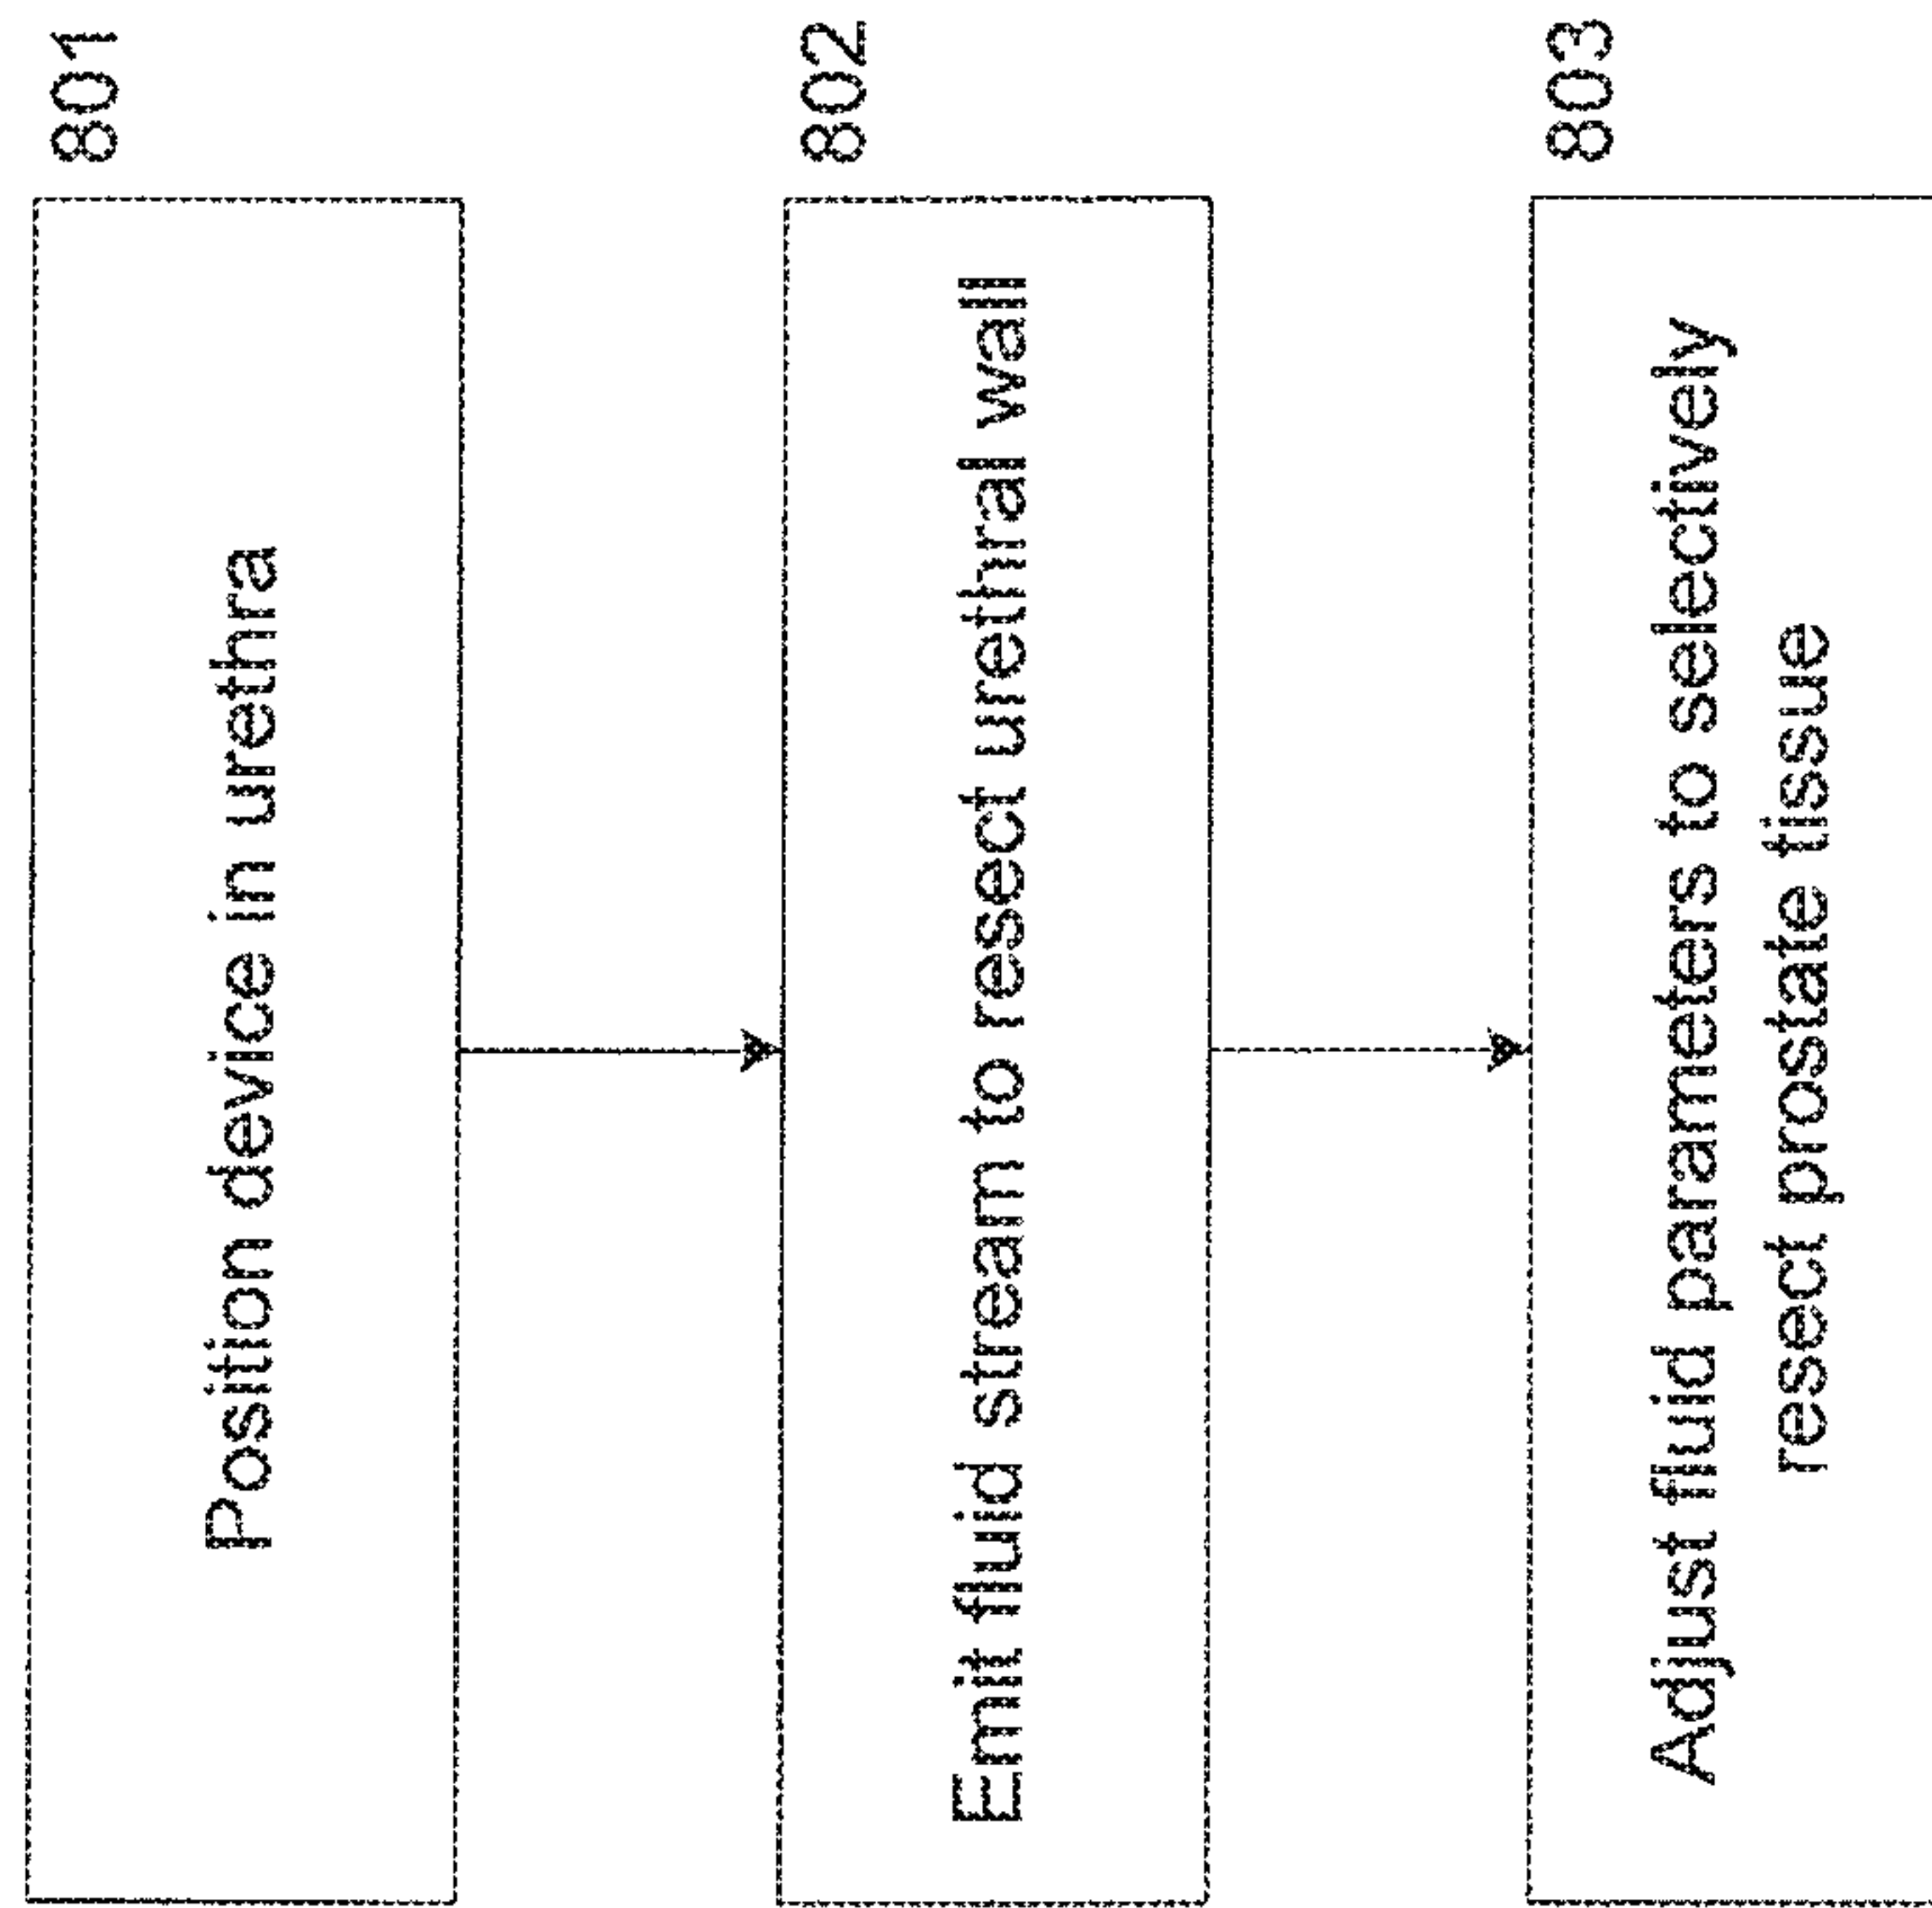 801
Position device in urethra
802
Emit fluid stream to resect urethral wall
803
Adjust fluid parameters to selectively
resect prostate tissue